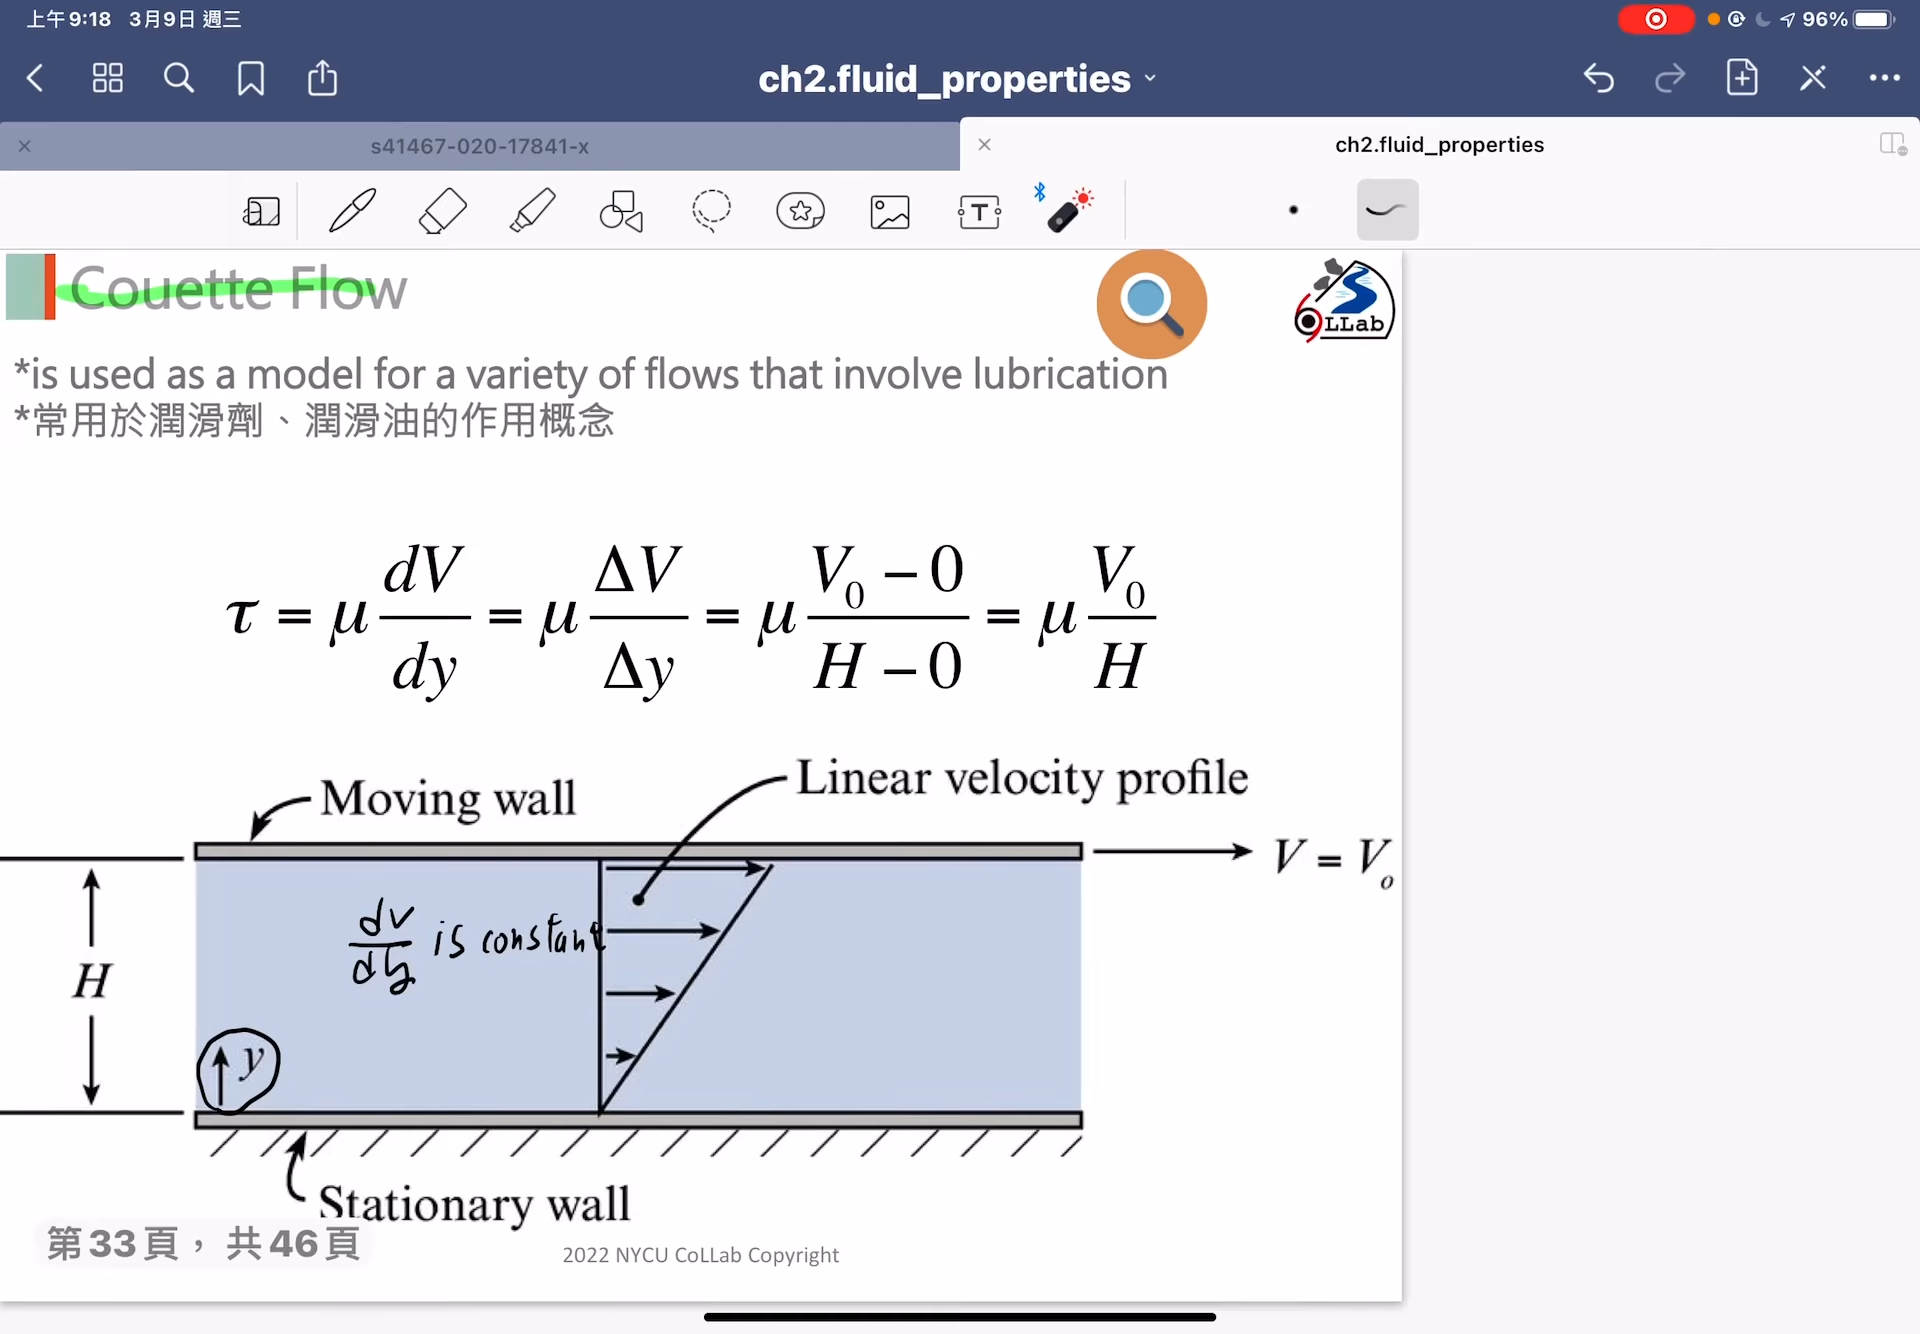 上午9:18 3月9日 週三
96%
ch2.fluid_properties
s41467-020-17841-x
ch2.fluid_properties
T
Couette Flow
LLab
*is used as a model for a variety of flows that involve lubrication
*常用於潤滑劑、潤滑油的作用概念
τ = μ dV/dy = μ ΔV/Δy = μ V₀ − 0/H − 0 = μ V₀/H
Linear velocity profile
Moving wall
V = Vₒ
dv/dy is constant
H
y
Stationary wall
第33頁，共46頁
2022 NYCU CoLLab Copyright